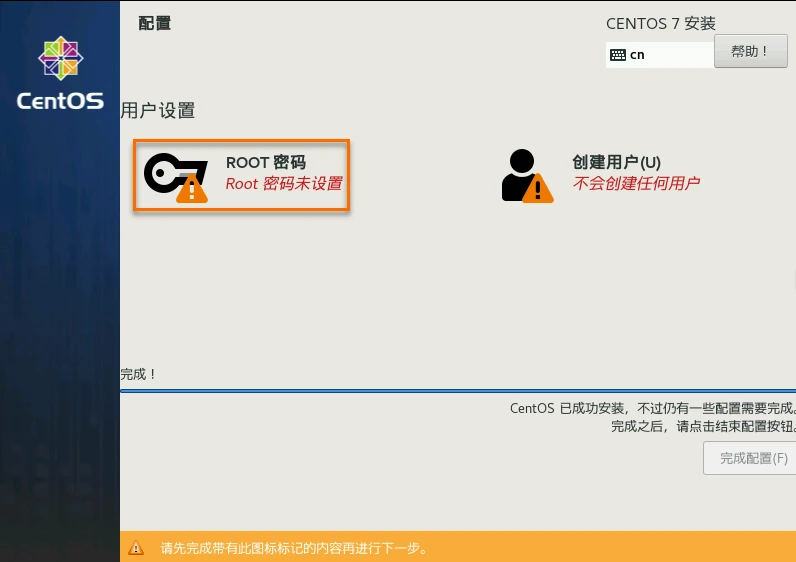 配置
CENTOS 7 安装
cn
帮助！
CentOS
用户设置
ROOT 密码
Root 密码未设置
创建用户(U)
不会创建任何用户
完成！
CentOS 已成功安装，不过仍有一些配置需要完成。
完成之后，请点击结束配置按钮。
完成配置(F)
请先完成带有此图标标记的内容再进行下一步。